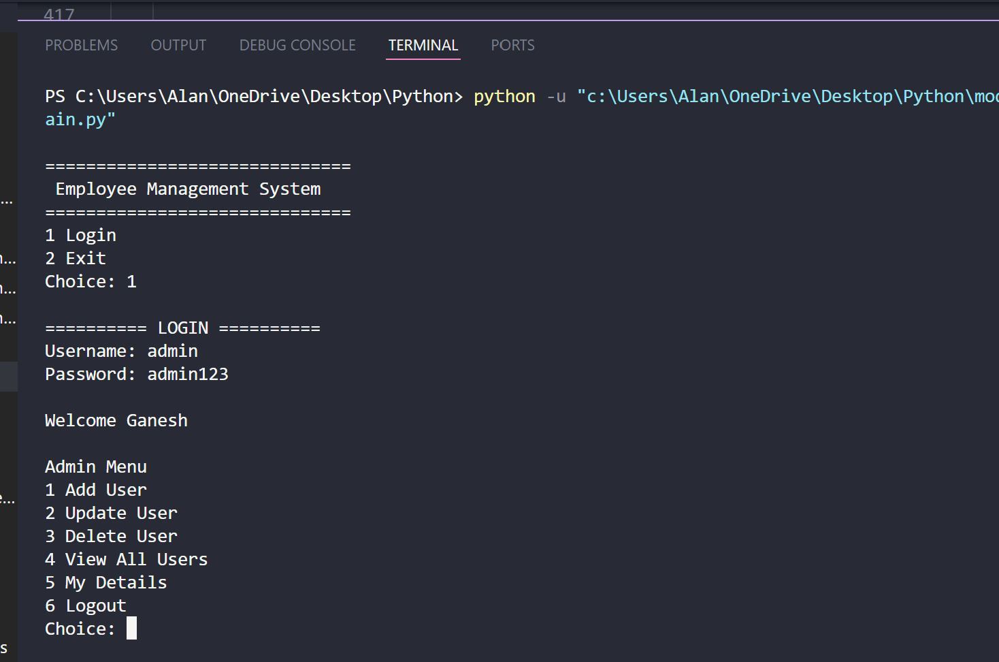 417
PROBLEMS OUTPUT DEBUG CONSOLE TERMINAL PORTS
PS C:\Users\Alan\OneDrive\Desktop\Python> python -u "c:\Users\Alan\OneDrive\Desktop\Python\mod
ain.py"
==============================
Employee Management System
==============================
1 Login
2 Exit
Choice: 1
========== LOGIN ==========
Username: admin
Password: admin123
Welcome Ganesh
Admin Menu
1 Add User
2 Update User
3 Delete User
4 View All Users
5 My Details
6 Logout
Choice: